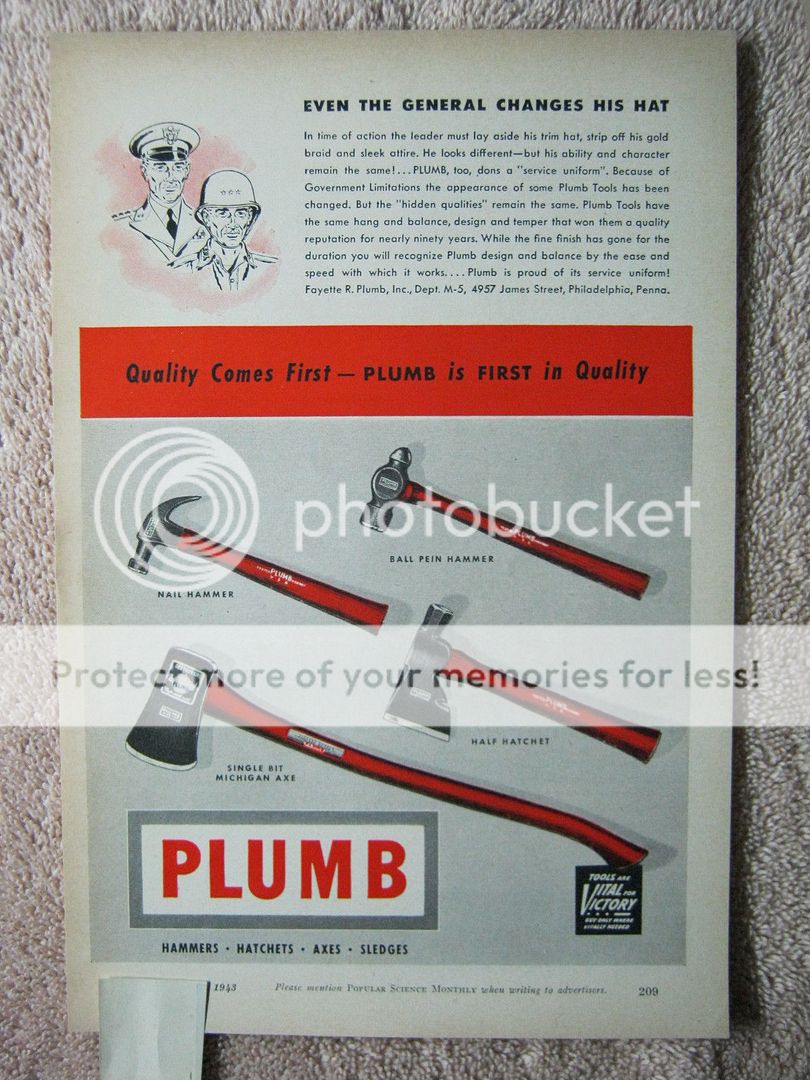 EVEN THE GENERAL CHANGES HIS HAT
In time of action the leader must lay aside his trim hat, strip off his gold
braid and sleek attire. He looks different—but his ability and character
remain the same!...PLUMB, too, dons a "service uniform". Because of
Government Limitations the appearance of some Plumb Tools has been
changed. But the "hidden qualities" remain the same. Plumb Tools have
the same hang and balance, design and temper that won them a quality
reputation for nearly ninety years. While the fine finish has gone for the
duration you will recognize Plumb design and balance by the ease and
speed with which it works.... Plumb is proud of its service uniform!
Fayette R. Plumb, Inc., Dept. M-5, 4957 James Street, Philadelphia, Penna.
Quality Comes First — PLUMB is FIRST in Quality
photobucket
PLUMB
BALL PEIN HAMMER
PLUMB
NAIL HAMMER
Protect more of your memories for less!
PLUMB
HALF HATCHET
SINGLE BIT
MICHIGAN AXE
PLUMB
TOOLS ARE
VITAL FOR
VICTORY
BUY ONLY WHERE
VITALLY NEEDED
HAMMERS • HATCHETS • AXES • SLEDGES
1943 Please mention POPULAR SCIENCE MONTHLY when writing to advertisers. 209